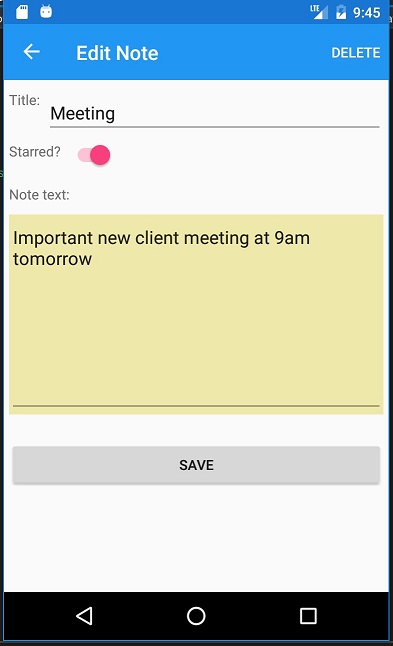 LTE 9:45
Edit Note DELETE
Title:
Meeting
Starred?
Note text:
Important new client meeting at 9am
tomorrow
SAVE